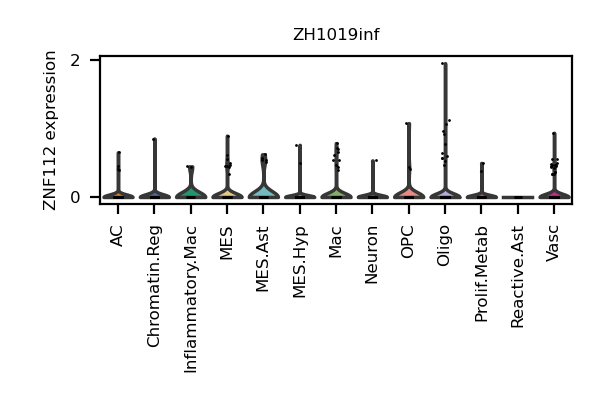 ZH1019inf
ZNF112 expression
2
0
AC
Chromatin.Reg
Inflammatory.Mac
MES
MES.Ast
MES.Hyp
Mac
Neuron
OPC
Oligo
Prolif.Metab
Reactive.Ast
Vasc